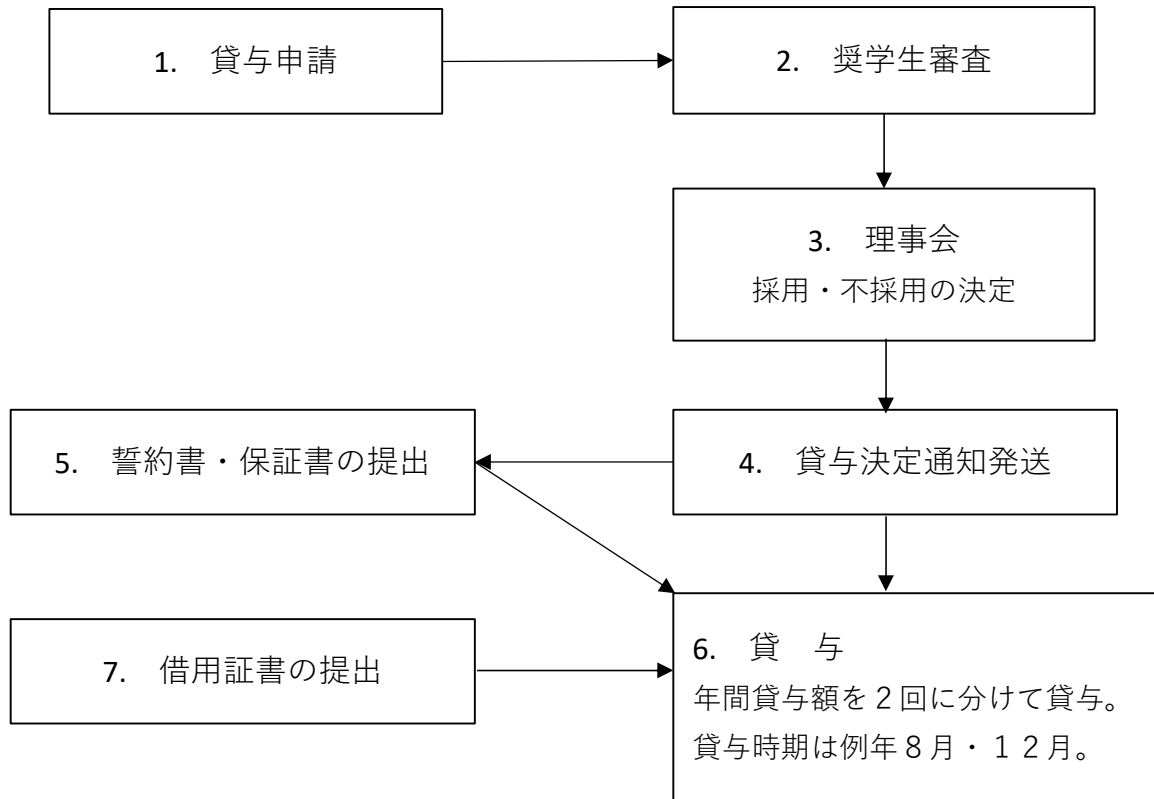 1. 貸与申請
2. 奨学生審査
3. 理事会
採用・不採用の決定
4. 貸与決定通知発送
5. 誓約書・保証書の提出
6. 貸　与
年間貸与額を２回に分けて貸与。
貸与時期は例年８月・１２月。
7. 借用証書の提出